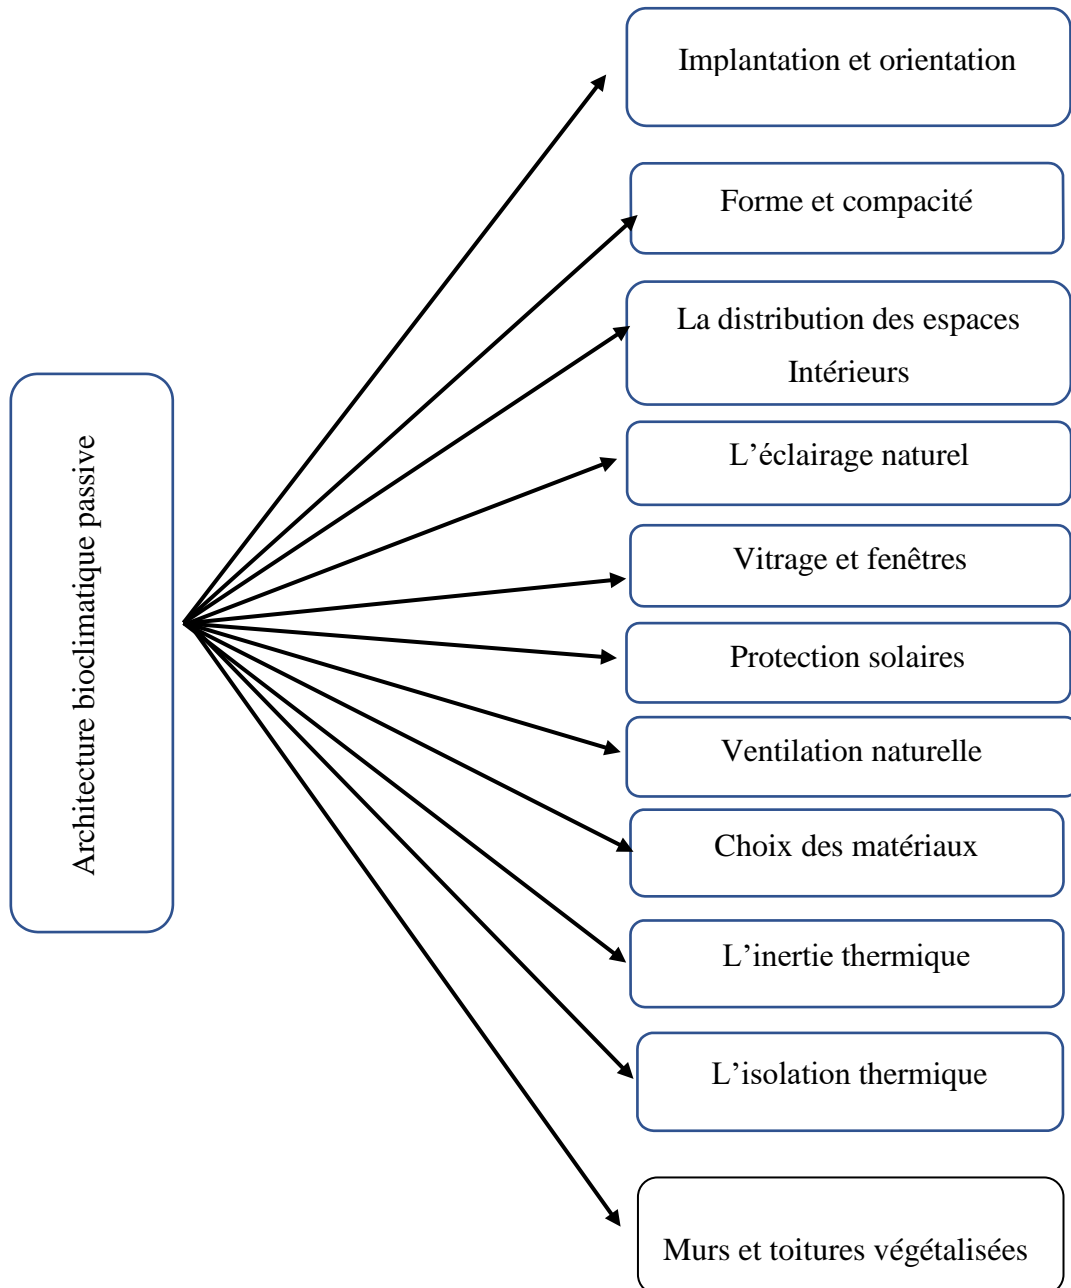 Architecture bioclimatique passive
Implantation et orientation
Forme et compacité
La distribution des espaces
Intérieurs
L’éclairage naturel
Vitrage et fenêtres
Protection solaires
Ventilation naturelle
Choix des matériaux
L’inertie thermique
L’isolation thermique
Murs et toitures végétalisées